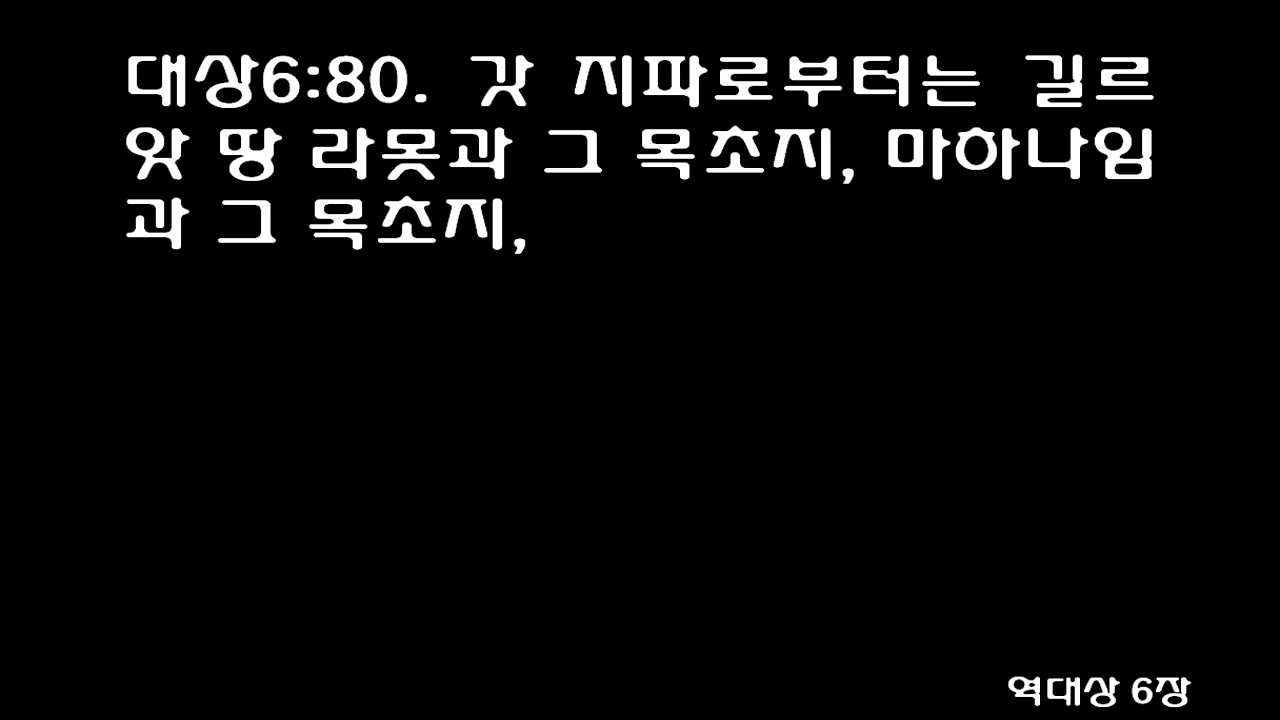 대상6:80. 갓 지파로부터는 길르
앗 땅 라못과 그 목초지, 마하나임
과 그 목초지,
역대상 6장